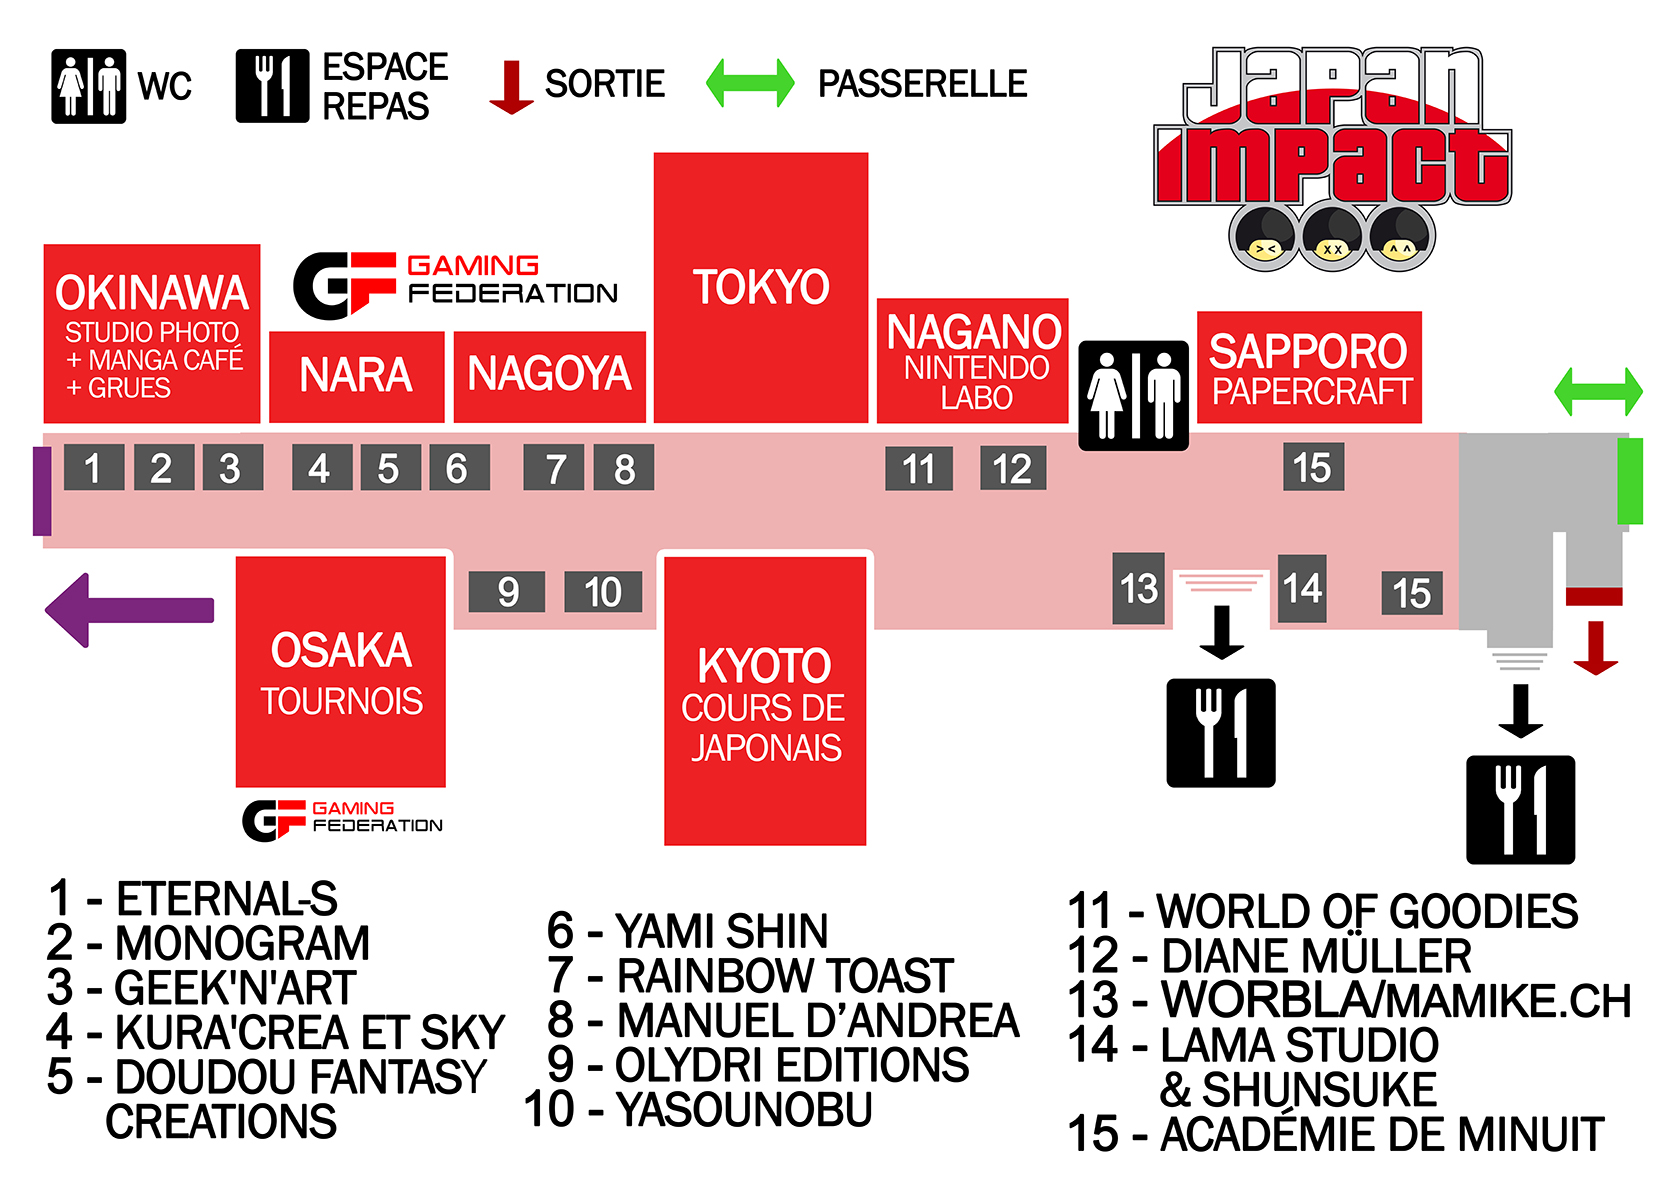 WC
ESPACE
REPAS
SORTIE
PASSERELLE
Japan
impact
OKINAWA
STUDIO PHOTO
+ MANGA CAFÉ
+ GRUES
GF GAMING
FEDERATION
NARA
NAGOYA
TOKYO
NAGANO
NINTENDO
LABO
SAPPORO
PAPERCRAFT
1 2 3 4 5 6 7 8 11 12 15
9 10 13 14 15
OSAKA
TOURNOIS
GF GAMING
FEDERATION
KYOTO
COURS DE
JAPONAIS
1 - ETERNAL-S
2 - MONOGRAM
3 - GEEK'N'ART
4 - KURA'CREA ET SKY
5 - DOUDOU FANTASY
CREATIONS
6 - YAMI SHIN
7 - RAINBOW TOAST
8 - MANUEL D’ANDREA
9 - OLYDRI EDITIONS
10 - YASOUNOBU
11 - WORLD OF GOODIES
12 - DIANE MÜLLER
13 - WORBLA/MAMIKE.CH
14 - LAMA STUDIO
& SHUNSUKE
15 - ACADÉMIE DE MINUIT